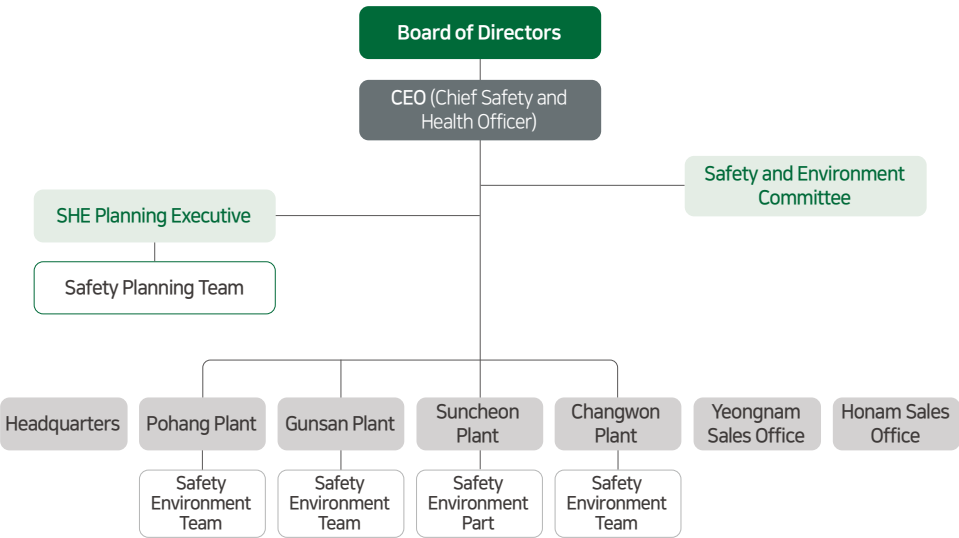 Board of Directors
CEO (Chief Safety and
Health Officer)
Safety and Environment
Committee
SHE Planning Executive
Safety Planning Team
Headquarters
Pohang Plant
Gunsan Plant
Suncheon
Plant
Changwon
Plant
Yeongnam
Sales Office
Honam Sales
Office
Safety
Environment
Team
Safety
Environment
Team
Safety
Environment
Part
Safety
Environment
Team